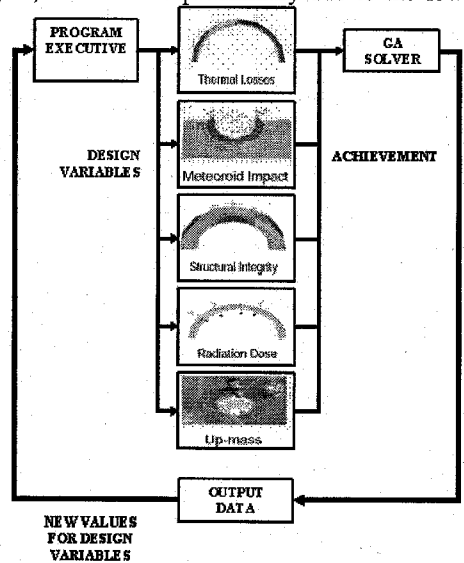 PROGRAM
EXECUTIVE
Thermal Losses
GA
SOLVER
DESIGN
VARIABLES
Meteoroid Impact
ACHIEVEMENT
Structural Integrity
Radiation Dose
Up-mass
OUTPUT
DATA
NEW VALUES
FOR DESIGN
VARIABLES